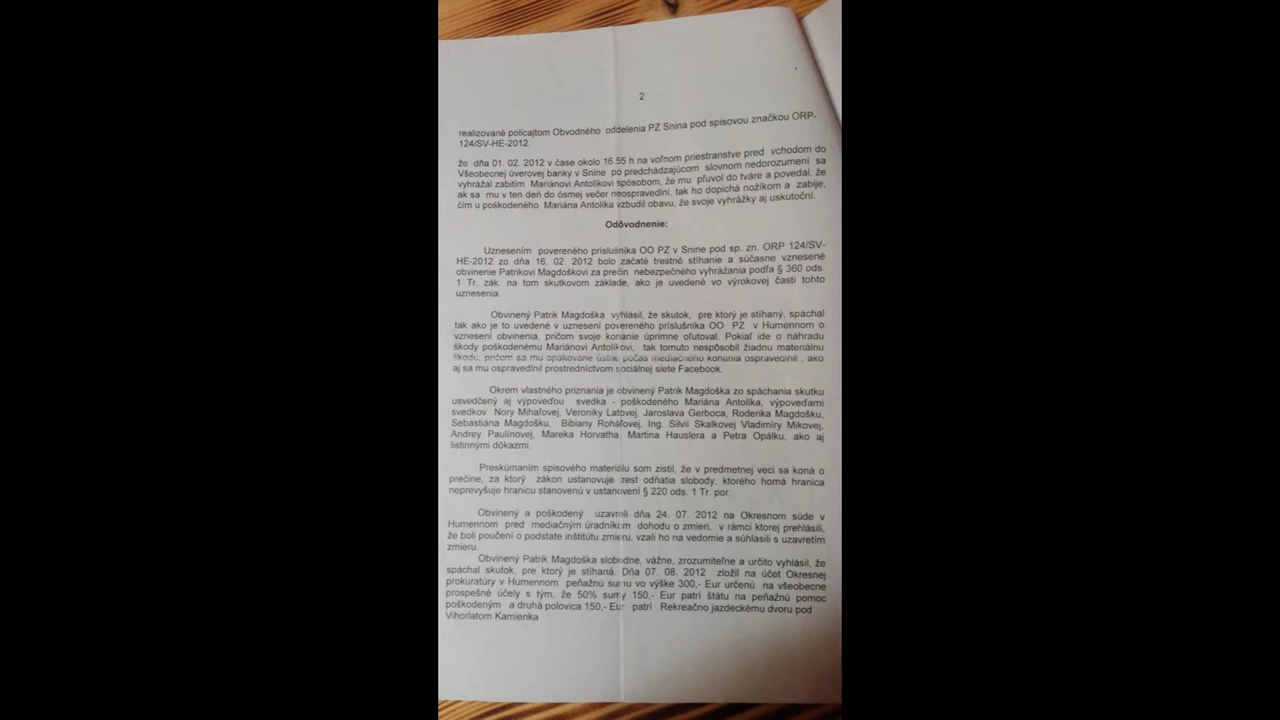 2
realizované policajtom Obvodného oddelenia PZ Snina pod spisovou značkou ORP-
124/SV-HE-2012.
že dňa 01. 02. 2012 v čase okolo 16.55 h na voľnom priestranstve pred vchodom do
Všeobecnej úverovej banky v Snine po predchádzajúcom slovnom nedorozumení sa
vyhrážal zabitím Mariánovi Antolíkovi spôsobom, že mu pľuvol do tváre a povedal, že
ak sa mu v ten deň do ôsmej večer neospravedlní, tak ho dopichá nožíkom a zabije,
čím u poškodeného Mariána Antolíka vzbudil obavu, že svoje vyhrážky aj uskutoční.
Odôvodnenie:
Uznesením povereného príslušníka OO PZ v Snine pod sp. zn. ORP 124/SV-
HE-2012 zo dňa 16. 02. 2012 bolo začaté trestné stíhanie a súčasne vznesené
obvinenie Patrikovi Magdoškovi za prečin nebezpečného vyhrážania podľa § 360 ods.
1 Tr. zák. na tom skutkovom základe, ako je uvedené vo výrokovej časti tohto
uznesenia.
Obvinený Patrik Magdoška vyhlásil, že skutok, pre ktorý je stíhaný, spáchal
tak ako je to uvedené v uznesení povereného príslušníka OO PZ v Humennom o
vznesení obvinenia, pričom svoje konanie úprimne oľutoval. Pokiaľ ide o náhradu
škody poškodenému Mariánovi Antolíkovi, tak tomuto nespôsobil žiadnu materiálnu
škodu, pričom sa mu opakovane ústne počas mediačného konania ospravedlnil , ako
aj sa mu ospravedlnil prostredníctvom sociálnej siete Facebook.
Okrem vlastného priznania je obvinený Patrik Magdoška zo spáchania skutku
usvedčený aj výpoveďou svedka - poškodeného Mariána Antolíka, výpoveďami
svedkov Nory Mihaľovej, Veroniky Latovej, Jaroslava Gerboca, Roderika Magdošku,
Sebastiána Magdošku, Bibiany Roháľovej, Ing. Silvii Skalkovej Vladimíry Mikovej,
Andrey Paulínovej, Mareka Horvatha, Martina Hauslera a Petra Opálku, ako aj
listinnými dôkazmi.
Preskúmaním spisového materiálu som zistil, že v predmetnej veci sa koná o
prečine, za ktorý zákon ustanovuje trest odňatia slobody, ktorého horná hranica
neprevyšuje hranicu stanovenú v ustanovení § 220 ods. 1 Tr. por.
Obvinený a poškodený uzavreli dňa 24. 07. 2012 na Okresnom súde v
Humennom pred mediačným úradníkom dohodu o zmieri, v rámci ktorej prehlásili,
že boli poučení o podstate inštitútu zmieru, vzali ho na vedomie a súhlasili s uzavretím
zmieru.
Obvinený Patrik Magdoška slobodne, vážne, zrozumiteľne a určito vyhlásil, že
spáchal skutok, pre ktorý je stíhaná. Dňa 07. 08. 2012 zložil na účet Okresnej
prokuratúry v Humennom peňažnú sumu vo výške 300,- Eur určenú na všeobecne
prospešné účely s tým, že 50% sumy 150,- Eur patrí štátu na peňažnú pomoc
poškodeným a druhá polovica 150,- Eur patrí Rekreačno jazdeckému dvoru pod
Vihorlatom Kamienka